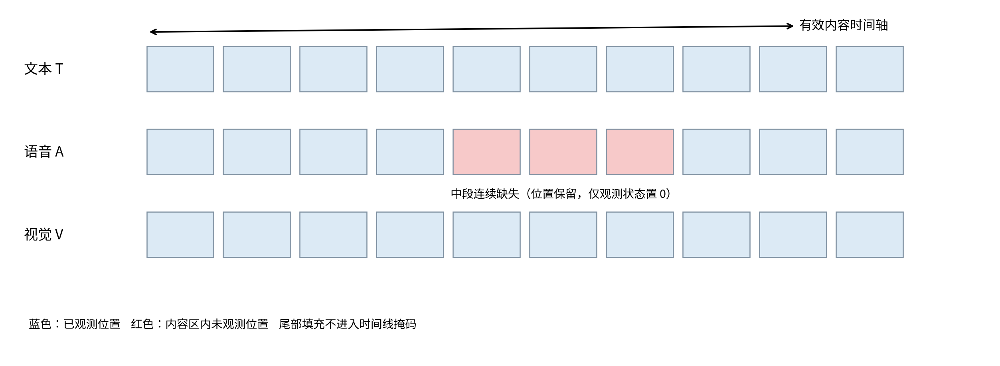 有效内容时间轴
文本 T
语音 A
中段连续缺失（位置保留，仅观测状态置 0）
视觉 V
蓝色：已观测位置　红色：内容区内未观测位置　尾部填充不进入时间线掩码